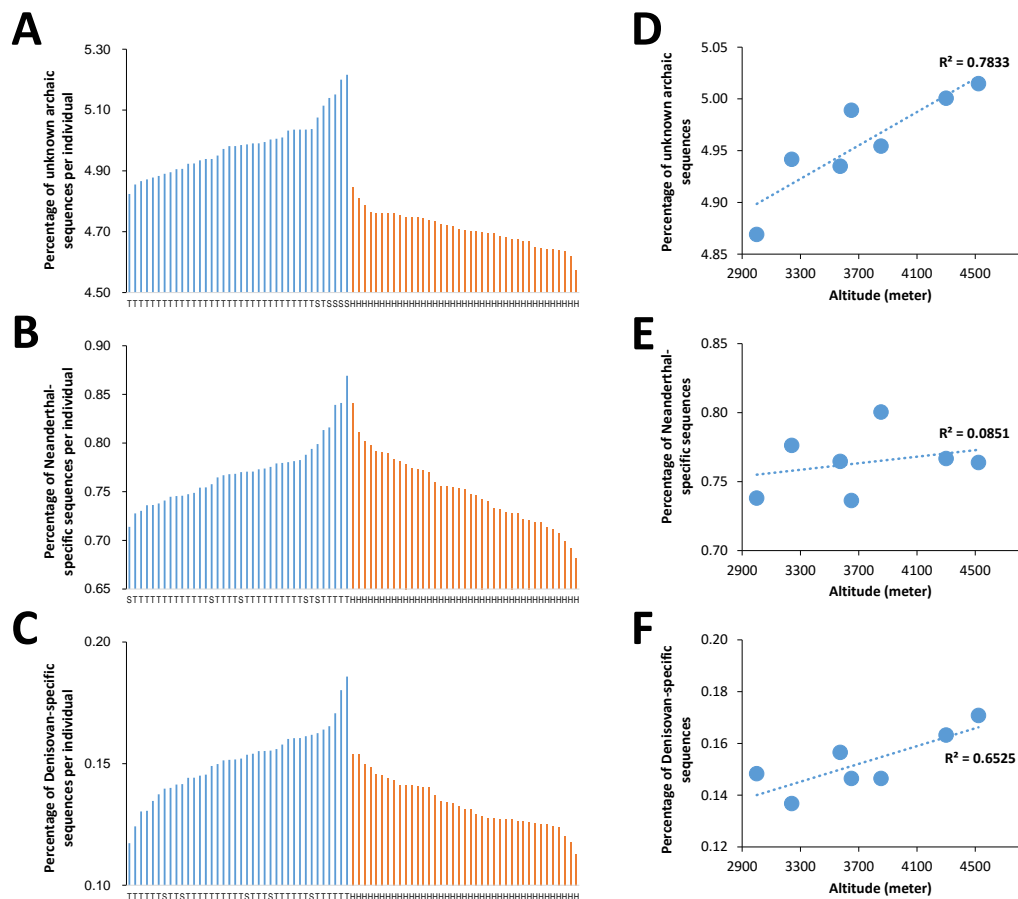 A
5.30
5.10
4.90
4.70
4.50
Percentage of unknown archaic
sequences per individual
B
0.90
0.85
0.80
0.75
0.70
0.65
Percentage of Neanderthal-
specific sequences per individual
C
0.20
0.15
0.10
Percentage of Denisovan-specific
sequences per individual
D
5.05
5.00
4.95
4.90
4.85
Percentage of unknown archaic
sequences
R² = 0.7833
2900 3300 3700 4100 4500
Altitude (meter)
E
0.85
0.80
0.75
0.70
Percentage of Neanderthal-
specific sequences
R² = 0.0851
2900 3300 3700 4100 4500
Altitude (meter)
F
0.20
0.18
0.16
0.14
0.12
Percentage of Denisovan-specific
sequences
R² = 0.6525
2900 3300 3700 4100 4500
Altitude (meter)